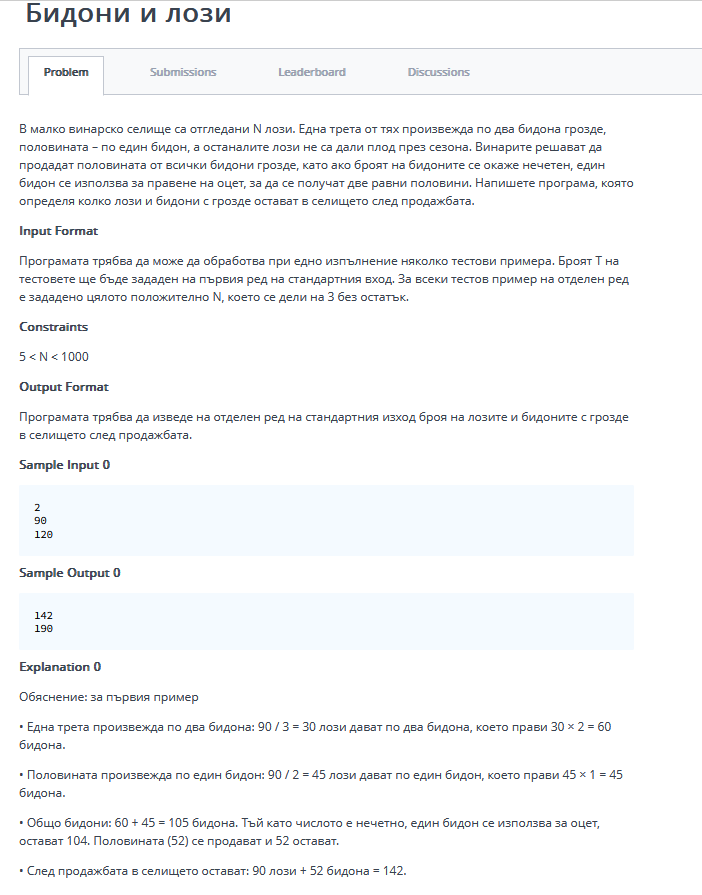 Бидони и лози
Problem Submissions Leaderboard Discussions
В малко винарско селище са отгледани N лози. Една трета от тях произвежда по два бидона грозде,
половината – по един бидон, а останалите лози не са дали плод през сезона. Винарите решават да
продадат половината от всички бидони грозде, като ако броят на бидоните се окаже нечетен, един
бидон се използва за правене на оцет, за да се получат две равни половини. Напишете програма, която
определя колко лози и бидони с грозде остават в селището след продажбата.
Input Format
Програмата трябва да може да обработва при едно изпълнение няколко тестови примера. Броят T на
тестовете ще бъде зададен на първия ред на стандартния вход. За всеки тестов пример на отделен ред
е зададено цялото положително N, което се дели на 3 без остатък.
Constraints
5 < N < 1000
Output Format
Програмата трябва да изведе на отделен ред на стандартния изход броя на лозите и бидоните с грозде
в селището след продажбата.
Sample Input 0
2
90
120
Sample Output 0
142
190
Explanation 0
Обяснение: за първия пример
• Една трета произвежда по два бидона: 90 / 3 = 30 лози дават по два бидона, което прави 30 × 2 = 60
бидона.
• Половината произвежда по един бидон: 90 / 2 = 45 лози дават по един бидон, което прави 45 × 1 = 45
бидона.
• Общо бидони: 60 + 45 = 105 бидона. Тъй като числото е нечетно, един бидон се използва за оцет,
остават 104. Половината (52) се продават и 52 остават.
• След продажбата в селището остават: 90 лози + 52 бидона = 142.